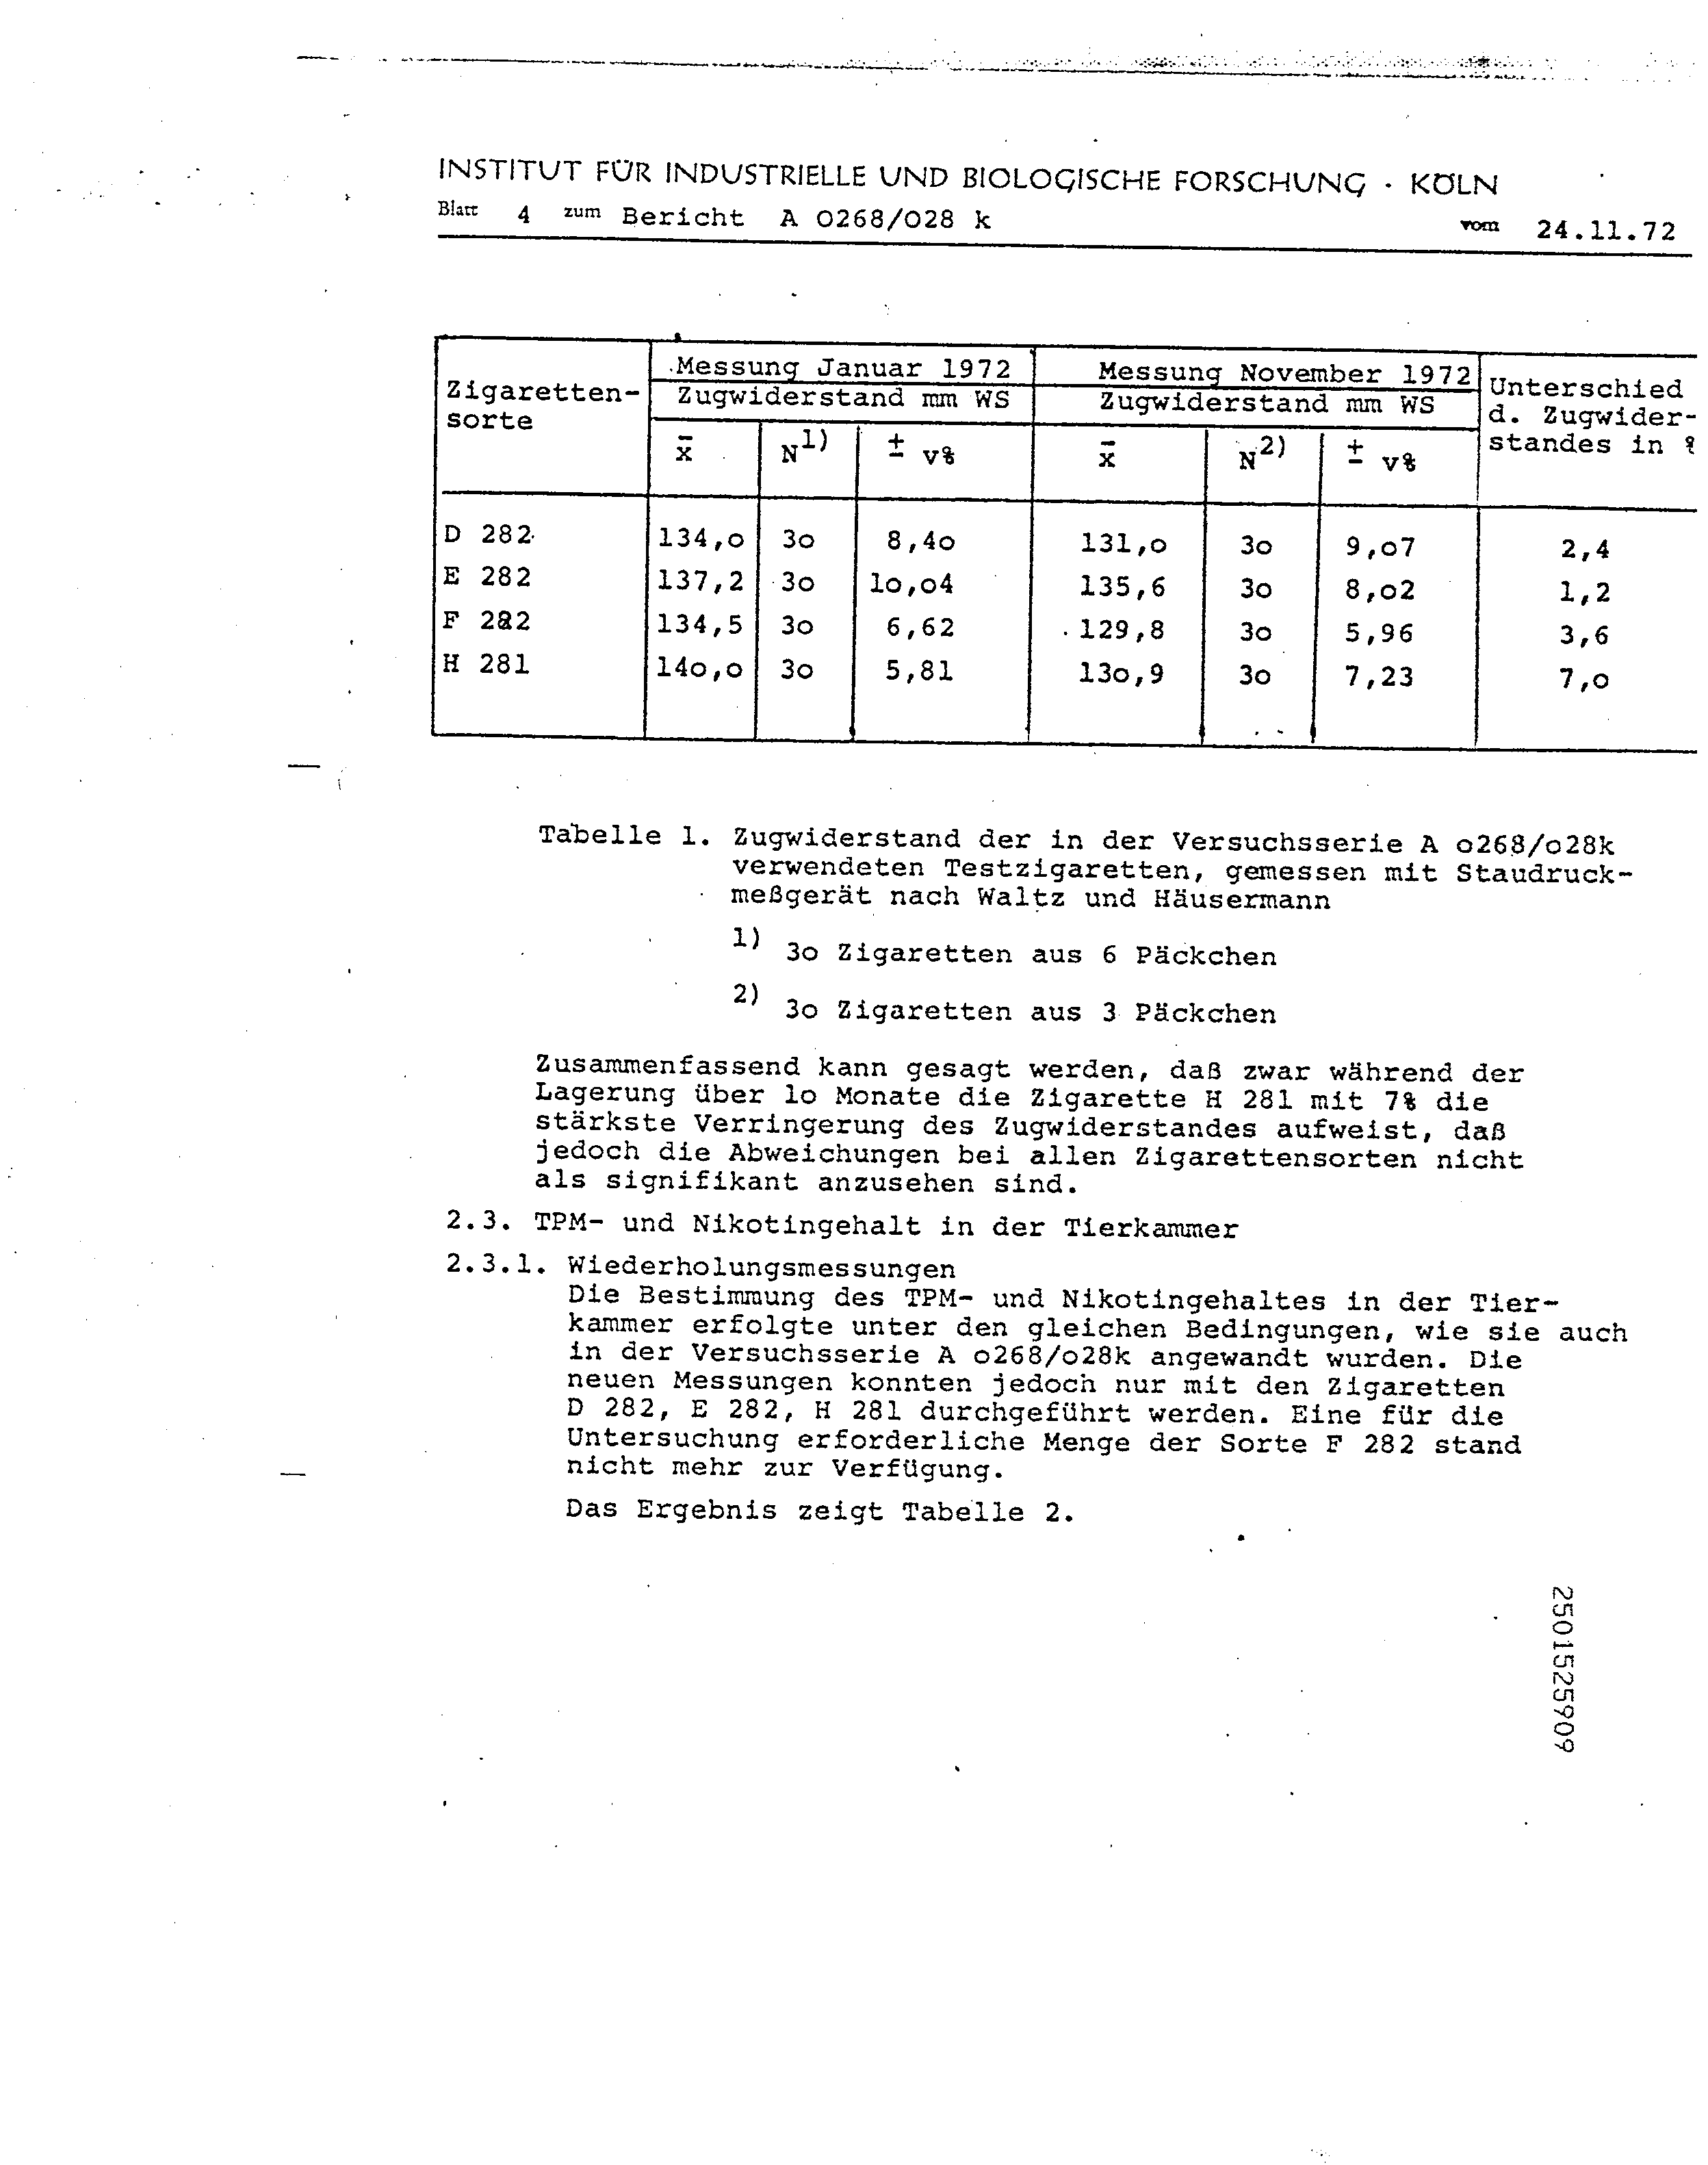 INSTITUT FÜR INDUSTRIELLE UND BIOLOGISCHE FORSCHUNG · KÖLN
Blatt 4 zum Bericht A 0268/028 k vom 24.11.72
Messung Januar 1972 Messung November 1972
Zigaretten- Zugwiderstand mm WS Zugwiderstand mm WS Unterschied
sorte d. Zugwider-
x̄ N1) ± v% x̄ N2) ± v% standes in %
D 282 134,o 3o 8,4o 131,o 3o 9,o7 2,4
E 282 137,2 3o 1o,o4 135,6 3o 8,o2 1,2
F 282 134,5 3o 6,62 129,8 3o 5,96 3,6
H 281 14o,o 3o 5,81 13o,9 3o 7,23 7,o
Tabelle 1. Zugwiderstand der in der Versuchsserie A o268/o28k
verwendeten Testzigaretten, gemessen mit Staudruck-
meßgerät nach Waltz und Häusermann
1) 3o Zigaretten aus 6 Päckchen
2) 3o Zigaretten aus 3 Päckchen
Zusammenfassend kann gesagt werden, daß zwar während der
Lagerung über 1o Monate die Zigarette H 281 mit 7% die
stärkste Verringerung des Zugwiderstandes aufweist, daß
jedoch die Abweichungen bei allen Zigarettensorten nicht
als signifikant anzusehen sind.
2.3. TPM- und Nikotingehalt in der Tierkammer
2.3.1. Wiederholungsmessungen
Die Bestimmung des TPM- und Nikotingehaltes in der Tier-
kammer erfolgte unter den gleichen Bedingungen, wie sie auch
in der Versuchsserie A o268/o28k angewandt wurden. Die
neuen Messungen konnten jedoch nur mit den Zigaretten
D 282, E 282, H 281 durchgeführt werden. Eine für die
Untersuchung erforderliche Menge der Sorte F 282 stand
nicht mehr zur Verfügung.
Das Ergebnis zeigt Tabelle 2.
2501525909